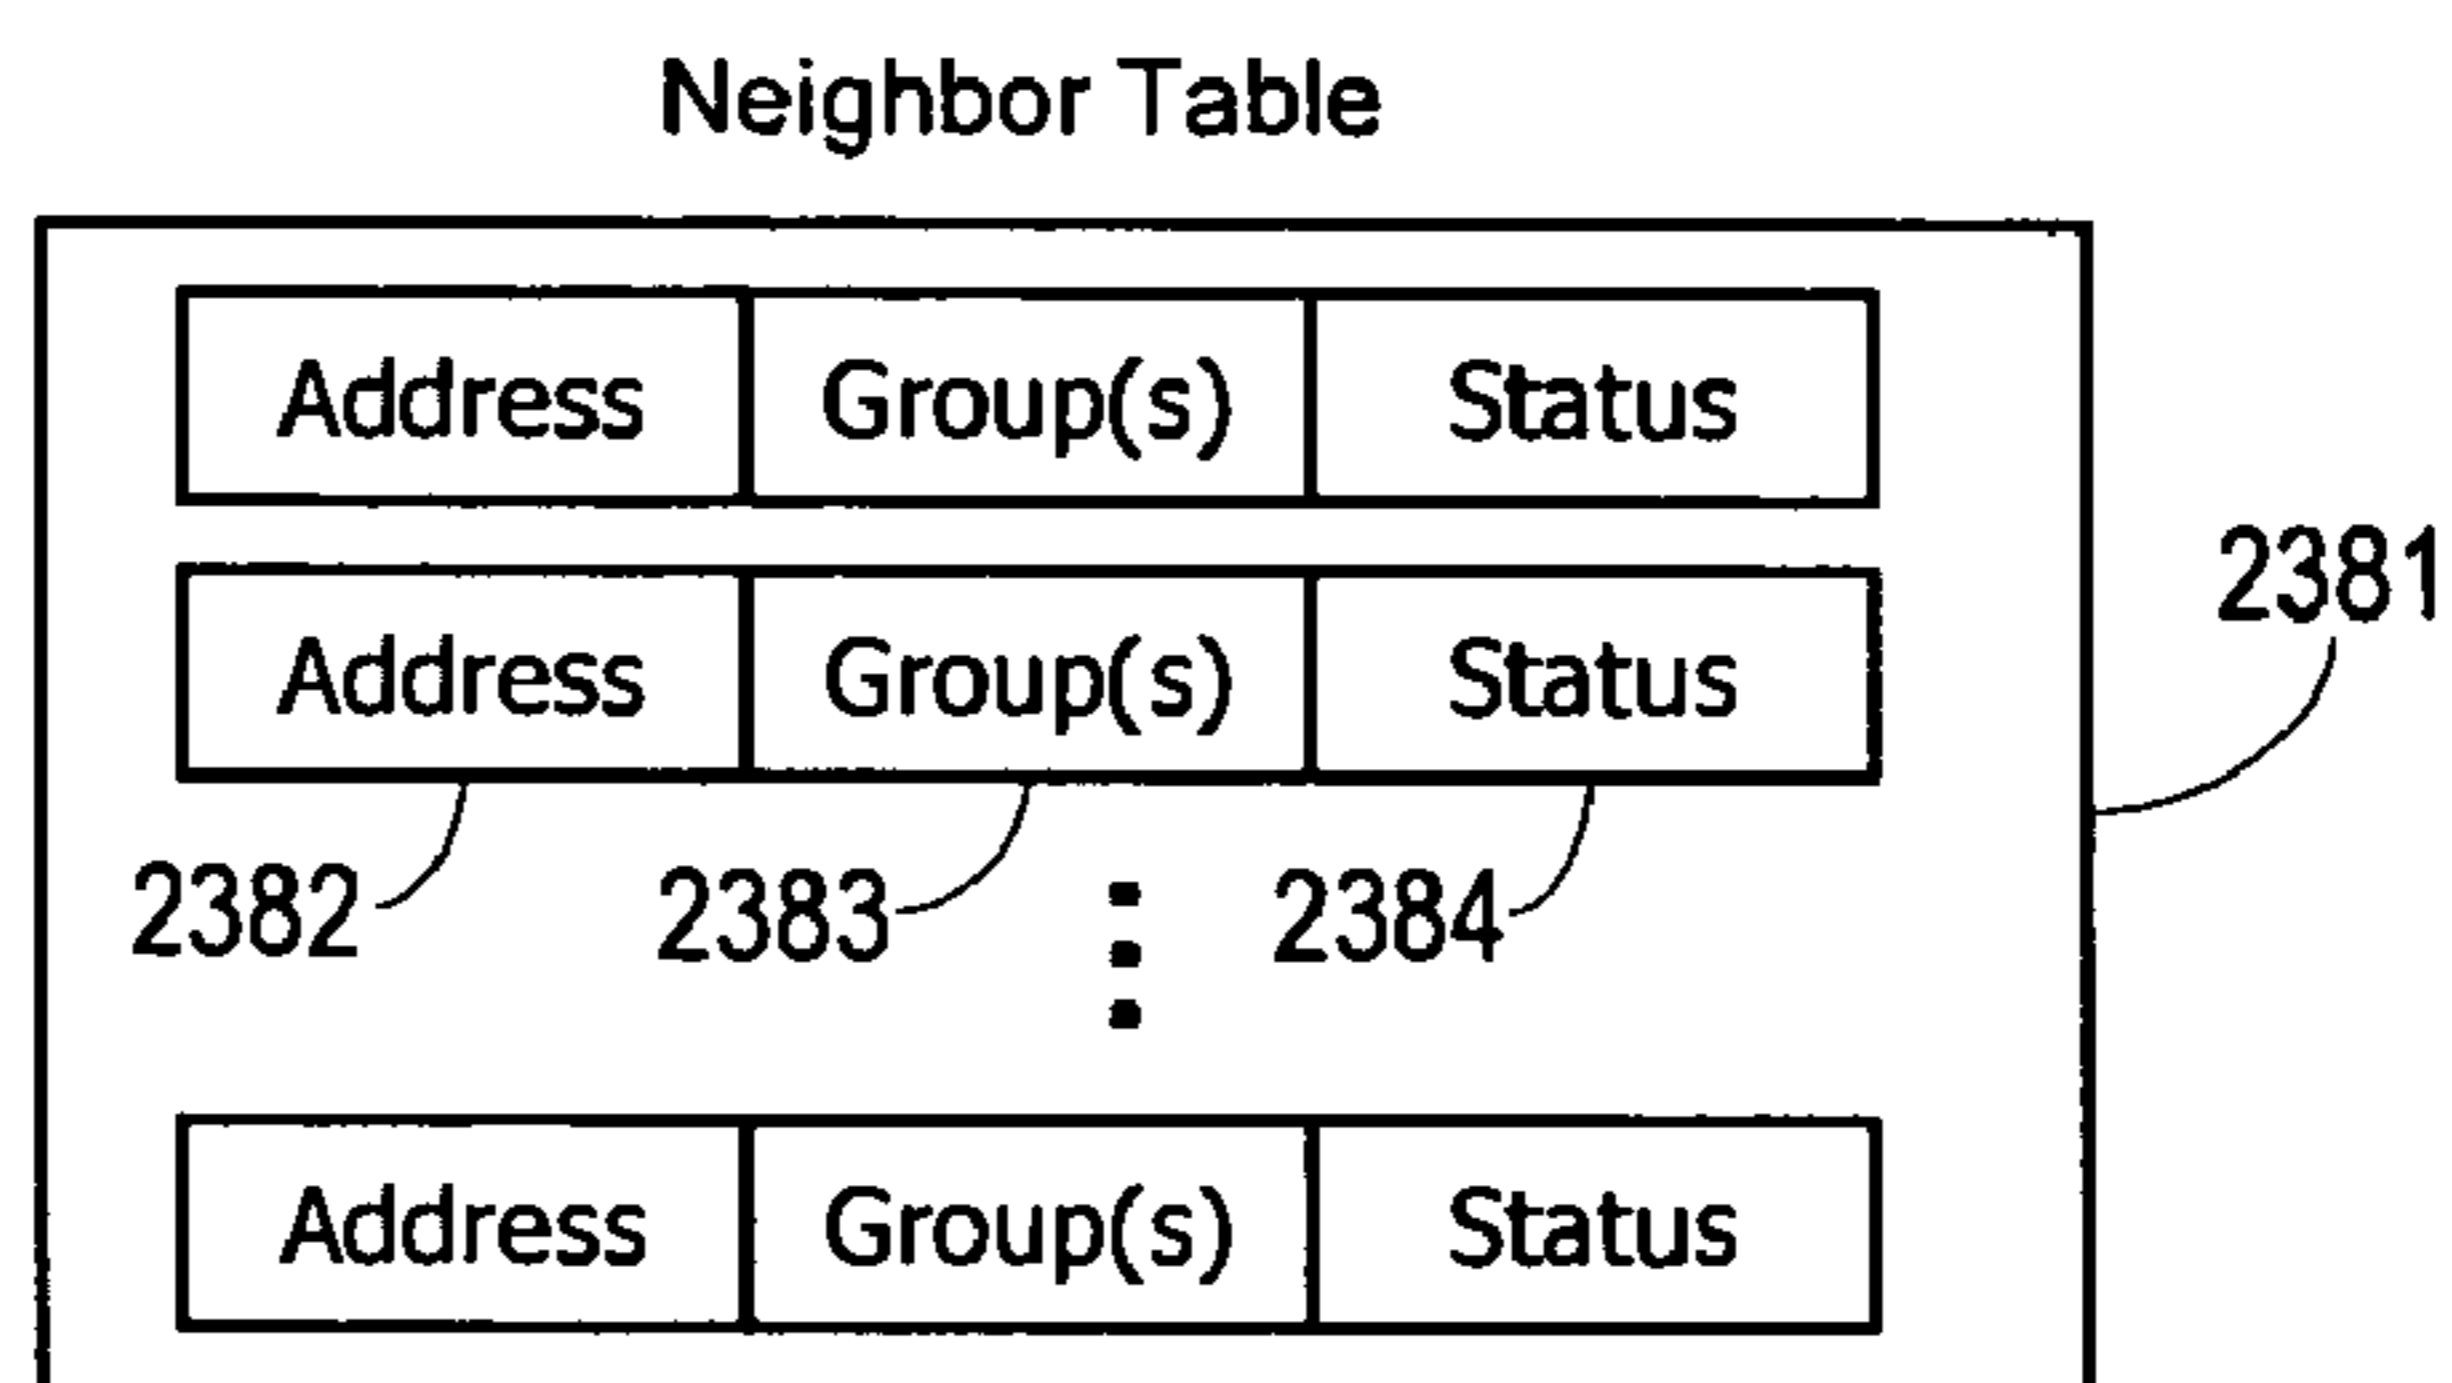 Neighbor Table
Address Group(s) Status
Address Group(s) Status
2381
2382 2383 2384
Address Group(s) Status